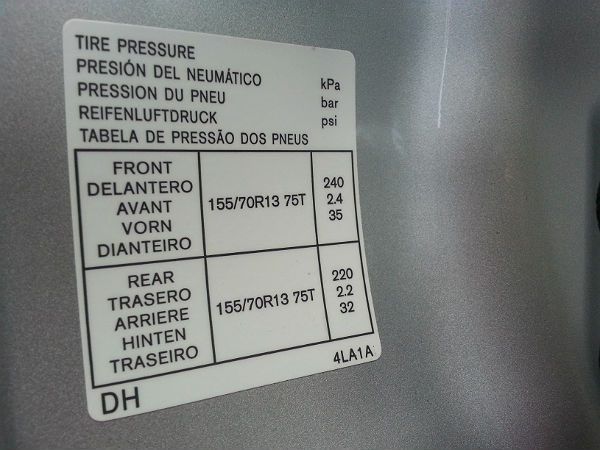 TIRE PRESSURE
PRESIÓN DEL NEUMÁTICO
PRESSION DU PNEU
REIFENLUFTDRUCK
TABELA DE PRESSÃO DOS PNEUS
kPa
bar
psi
FRONT
DELANTERO
AVANT
VORN
DIANTEIRO
155/70R13 75T
240
2.4
35
REAR
TRASERO
ARRIERE
HINTEN
TRASEIRO
155/70R13 75T
220
2.2
32
DH
4LA1A